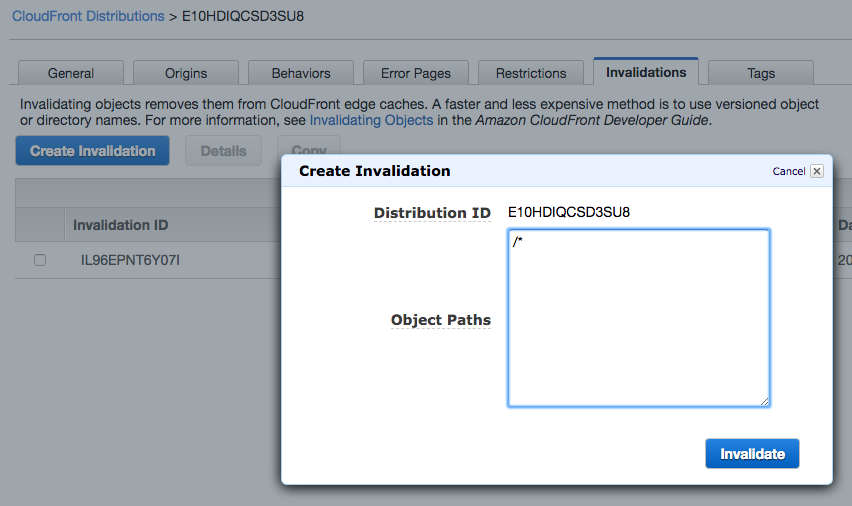 CloudFront Distributions > E10HDIQCSD3SU8
General
Origins
Behaviors
Error Pages
Restrictions
Invalidations
Tags
Invalidating objects removes them from CloudFront edge caches. A faster and less expensive method is to use versioned object
or directory names. For more information, see Invalidating Objects in the Amazon CloudFront Developer Guide.
Create Invalidation
Details
Copy
Create Invalidation
Cancel
Distribution ID
E10HDIQCSD3SU8
Invalidation ID
Da
/*
IL96EPNT6Y07I
20
Object Paths
Invalidate